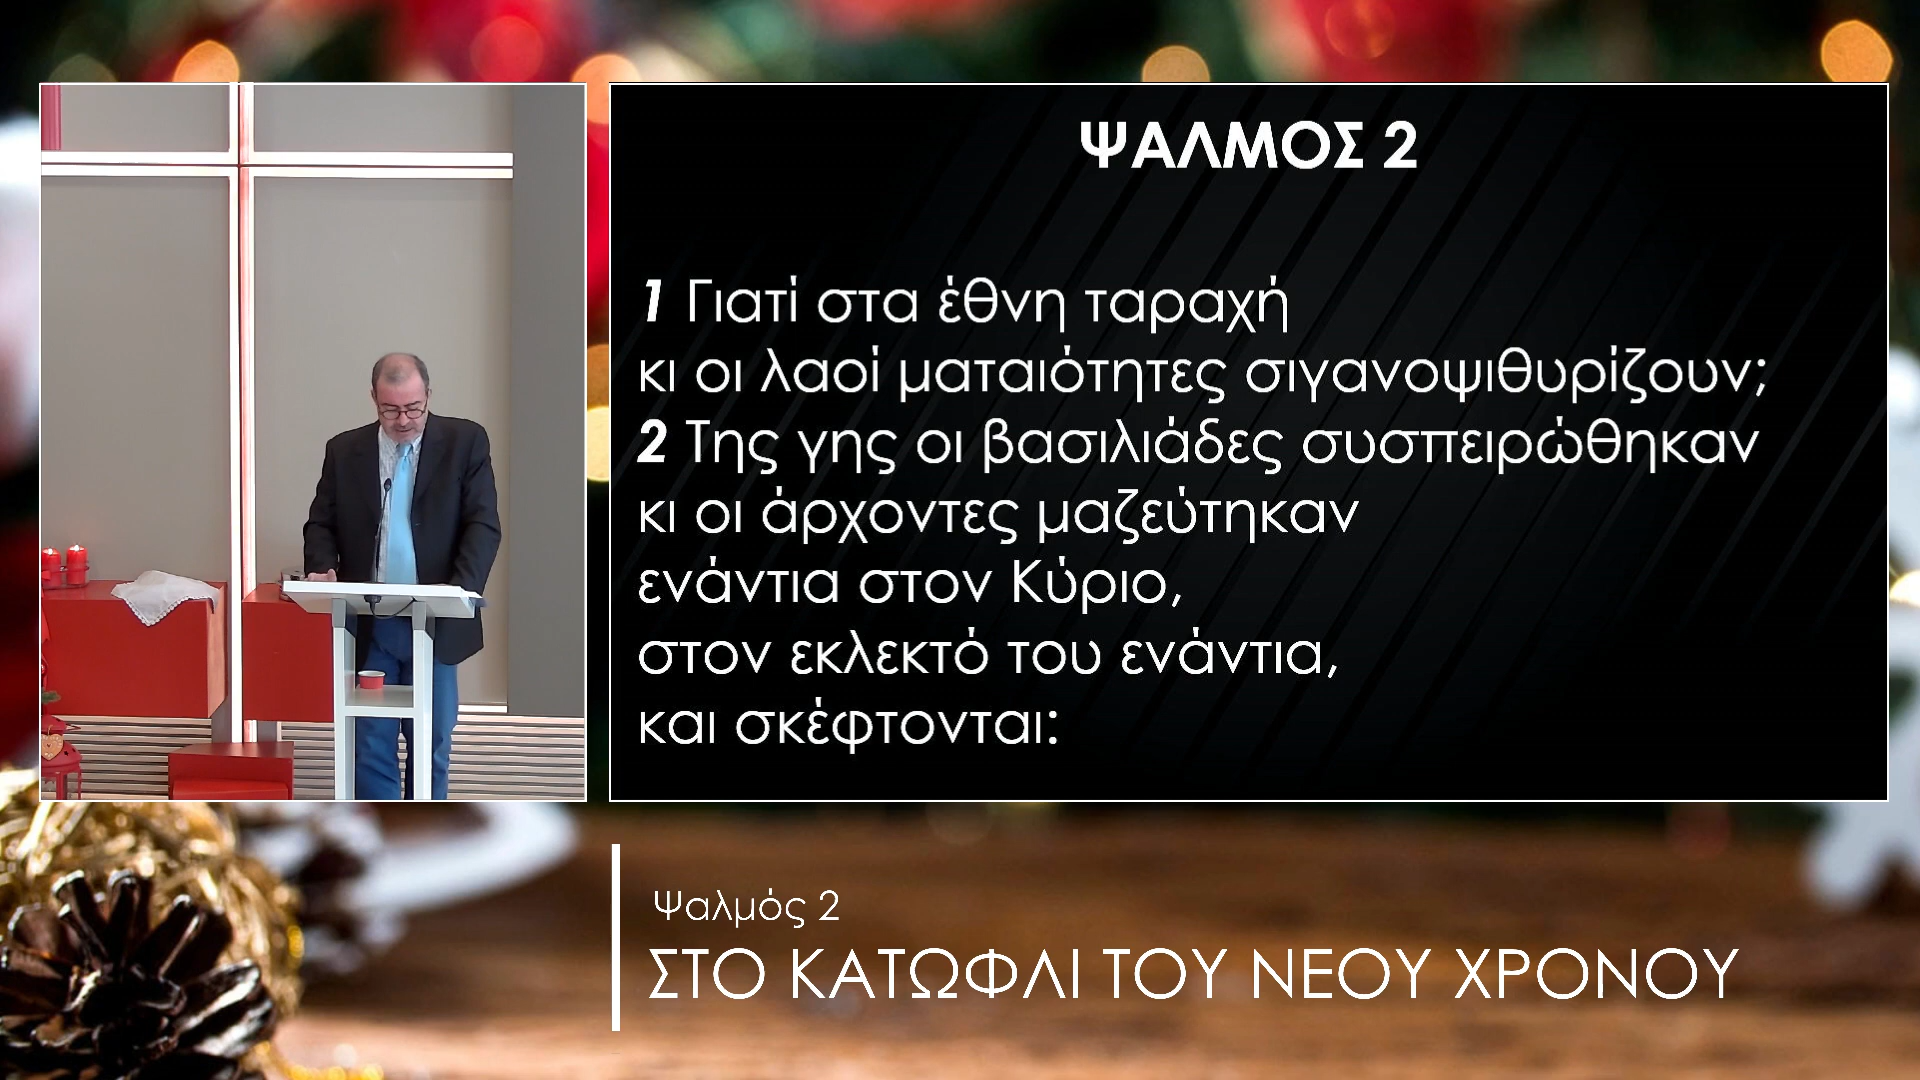 ΨΑΛΜΟΣ 2
1 Γιατί στα έθνη ταραχή
κι οι λαοί ματαιότητες σιγανοψιθυρίζουν;
2 Της γης οι βασιλιάδες συσπειρώθηκαν
κι οι άρχοντες μαζεύτηκαν
ενάντια στον Κύριο,
στον εκλεκτό του ενάντια,
και σκέφτονται:
Ψαλμός 2
ΣΤΟ ΚΑΤΩΦΛΙ ΤΟΥ ΝΕΟΥ ΧΡΟΝΟΥ